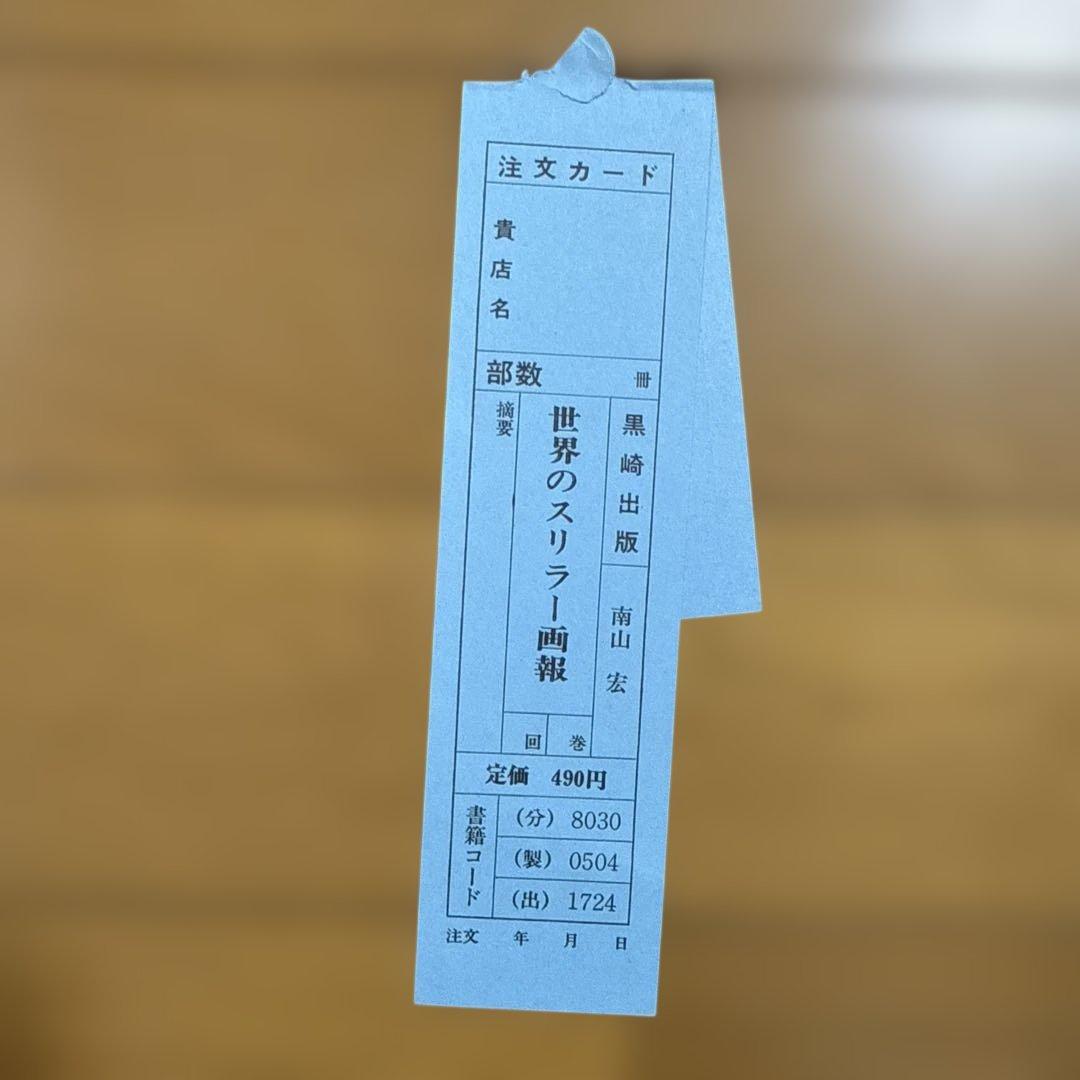 注文カード
貴店名
部数 冊
黒崎出版
南山 宏
世界のスリラー画報
巻
回
摘要
定価 490円
書籍コード
(分) 8030
(製) 0504
(出) 1724
注文 年 月 日